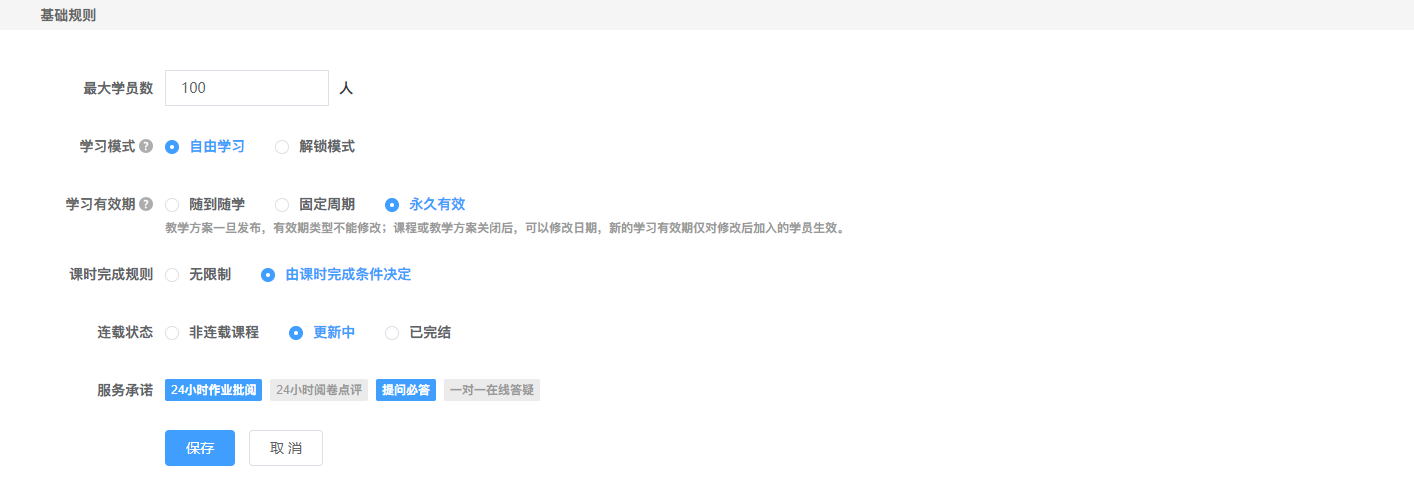 基础规则
最大学员数 100 人
学习模式 ? 自由学习 解锁模式
学习有效期 ? 随到随学 固定周期 永久有效
教学方案一旦发布，有效期类型不能修改；课程或教学方案关闭后，可以修改日期，新的学习有效期仅对修改后加入的学员生效。
课时完成规则 无限制 由课时完成条件决定
连载状态 非连载课程 更新中 已完结
服务承诺 24小时作业批阅 24小时阅卷点评 提问必答 一对一在线答疑
保存 取 消